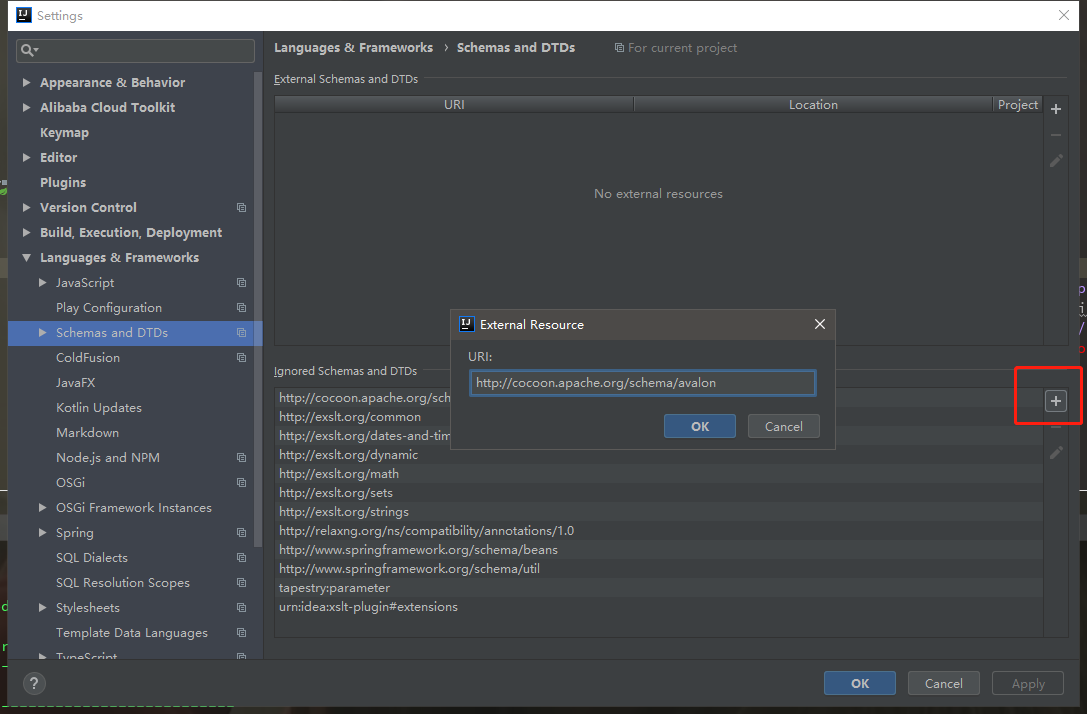 Settings
Languages & Frameworks › Schemas and DTDs For current project
Appearance & Behavior
Alibaba Cloud Toolkit
Keymap
Editor
Plugins
Version Control
Build, Execution, Deployment
Languages & Frameworks
JavaScript
Play Configuration
Schemas and DTDs
ColdFusion
JavaFX
Kotlin Updates
Markdown
Node.js and NPM
OSGi
OSGi Framework Instances
Spring
SQL Dialects
SQL Resolution Scopes
Stylesheets
Template Data Languages
TypeScript
External Schemas and DTDs
URI Location Project
No external resources
External Resource
URI:
http://cocoon.apache.org/schema/avalon
OK Cancel
Ignored Schemas and DTDs
http://cocoon.apache.org/sch
http://exslt.org/common
http://exslt.org/dates-and-tim
http://exslt.org/dynamic
http://exslt.org/math
http://exslt.org/sets
http://exslt.org/strings
http://relaxng.org/ns/compatibility/annotations/1.0
http://www.springframework.org/schema/beans
http://www.springframework.org/schema/util
tapestry:parameter
urn:idea:xslt-plugin#extensions
?
OK Cancel Apply